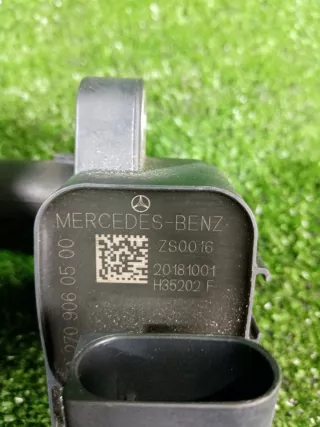 MERCEDES-BENZ
ZS0016
20181001
H35202 F
270 906 05 00